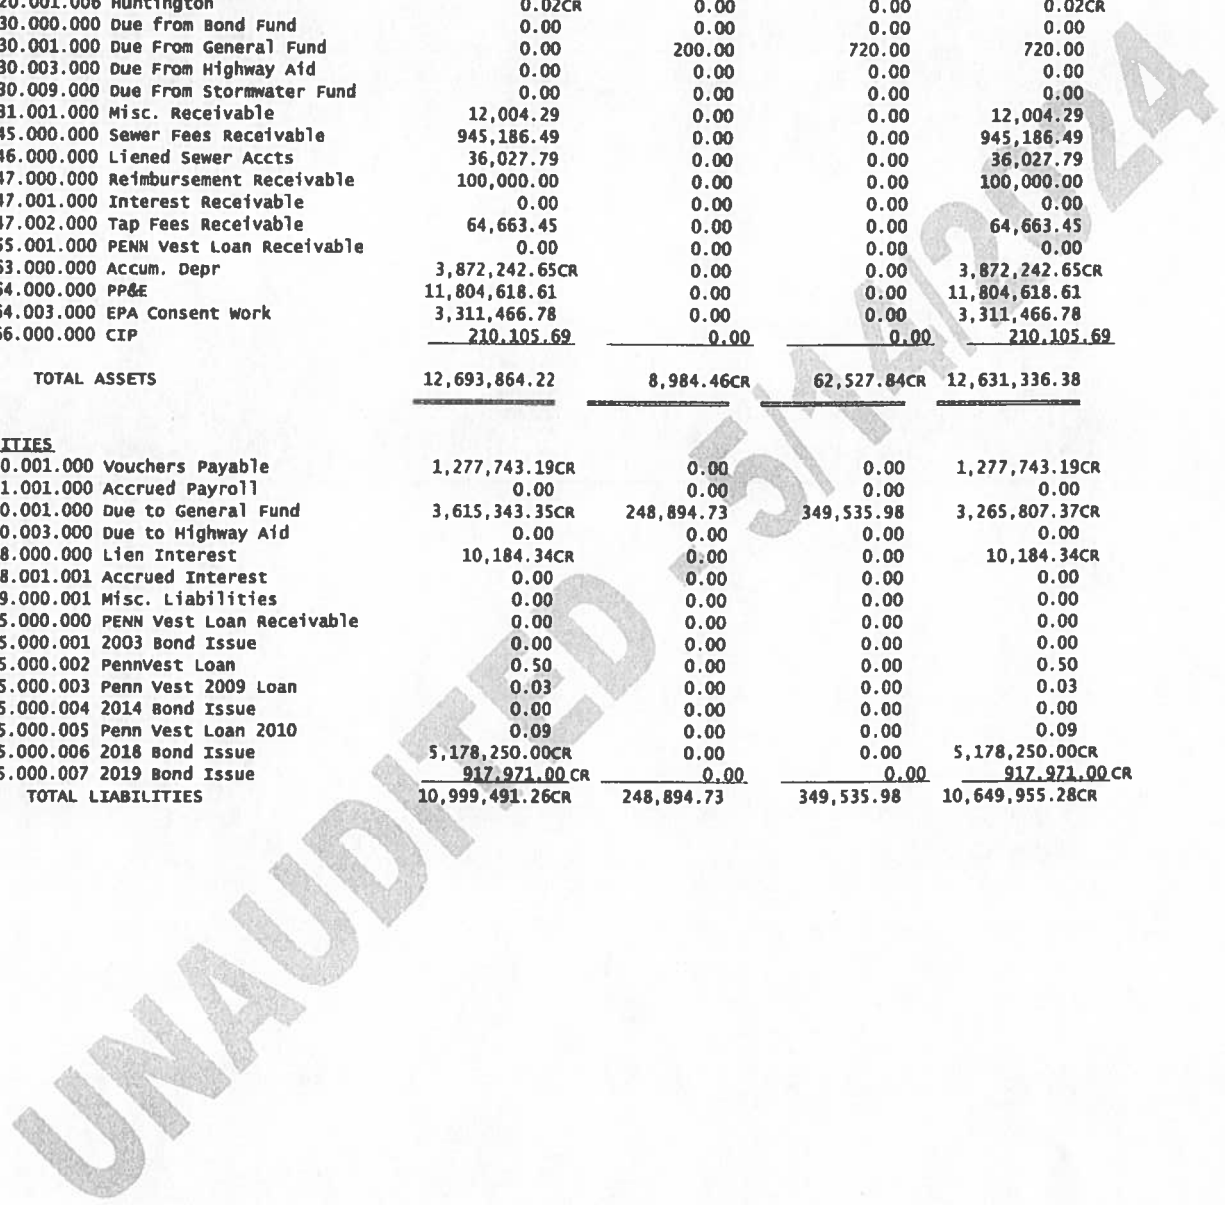 20.001.006 Huntington 0.02CR 0.00 0.00 0.02CR
30.000.000 Due from Bond Fund 0.00 0.00 0.00 0.00
30.001.000 Due From General Fund 0.00 200.00 720.00 720.00
30.003.000 Due From Highway Aid 0.00 0.00 0.00 0.00
30.009.000 Due From Stormwater Fund 0.00 0.00 0.00 0.00
31.001.000 Misc. Receivable 12,004.29 0.00 0.00 12,004.29
45.000.000 Sewer Fees Receivable 945,186.49 0.00 0.00 945,186.49
46.000.000 Liened Sewer Accts 36,027.79 0.00 0.00 36,027.79
47.000.000 Reimbursement Receivable 100,000.00 0.00 0.00 100,000.00
47.001.000 Interest Receivable 0.00 0.00 0.00 0.00
47.002.000 Tap Fees Receivable 64,663.45 0.00 0.00 64,663.45
55.001.000 PENN Vest Loan Receivable 0.00 0.00 0.00 0.00
63.000.000 Accum. Depr 3,872,242.65CR 0.00 0.00 3,872,242.65CR
64.000.000 PP&E 11,804,618.61 0.00 0.00 11,804,618.61
64.003.000 EPA Consent Work 3,311,466.78 0.00 0.00 3,311,466.78
66.000.000 CIP 210,105.69 0.00 0.00 210,105.69
TOTAL ASSETS 12,693,864.22 8,984.46CR 62,527.84CR 12,631,336.38
ITIES
0.001.000 Vouchers Payable 1,277,743.19CR 0.00 0.00 1,277,743.19CR
1.001.000 Accrued Payroll 0.00 0.00 0.00 0.00
0.001.000 Due to General Fund 3,615,343.35CR 248,894.73 349,535.98 3,265,807.37CR
0.003.000 Due to Highway Aid 0.00 0.00 0.00 0.00
8.000.000 Lien Interest 10,184.34CR 0.00 0.00 10,184.34CR
8.001.001 Accrued Interest 0.00 0.00 0.00 0.00
9.000.001 Misc. Liabilities 0.00 0.00 0.00 0.00
5.000.000 PENN Vest Loan Receivable 0.00 0.00 0.00 0.00
5.000.001 2003 Bond Issue 0.00 0.00 0.00 0.00
5.000.002 PennVest Loan 0.50 0.00 0.00 0.50
5.000.003 Penn Vest 2009 Loan 0.03 0.00 0.00 0.03
5.000.004 2014 Bond Issue 0.00 0.00 0.00 0.00
5.000.005 Penn Vest Loan 2010 0.09 0.00 0.00 0.09
5.000.006 2018 Bond Issue 5,178,250.00CR 0.00 0.00 5,178,250.00CR
5.000.007 2019 Bond Issue 917,971.00 CR 0.00 0.00 917,971.00 CR
TOTAL LIABILITIES 10,999,491.26CR 248,894.73 349,535.98 10,649,955.28CR
UNAUDITED - 5/14/2024